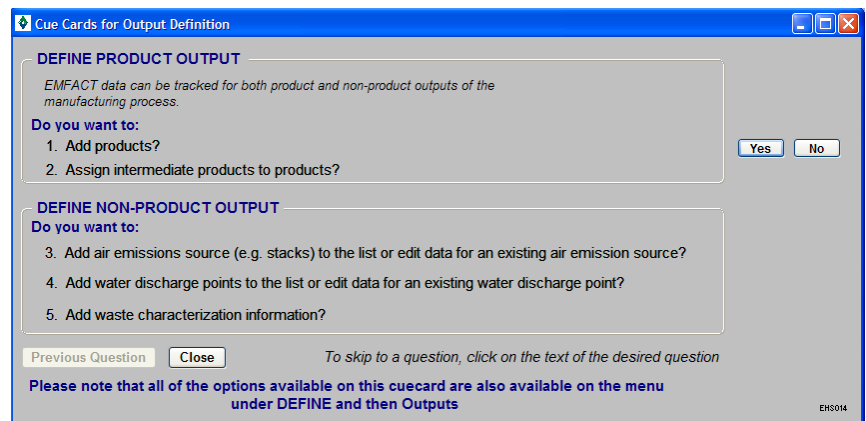 Cue Cards for Output Definition
DEFINE PRODUCT OUTPUT
EMFACT data can be tracked for both product and non-product outputs of the
manufacturing process.
Do you want to:
1. Add products?
Yes No
2. Assign intermediate products to products?
DEFINE NON-PRODUCT OUTPUT
Do you want to:
3. Add air emissions source (e.g. stacks) to the list or edit data for an existing air emission source?
4. Add water discharge points to the list or edit data for an existing water discharge point?
5. Add waste characterization information?
Previous Question Close To skip to a question, click on the text of the desired question
Please note that all of the options available on this cuecard are also available on the menu
under DEFINE and then Outputs
EHS014